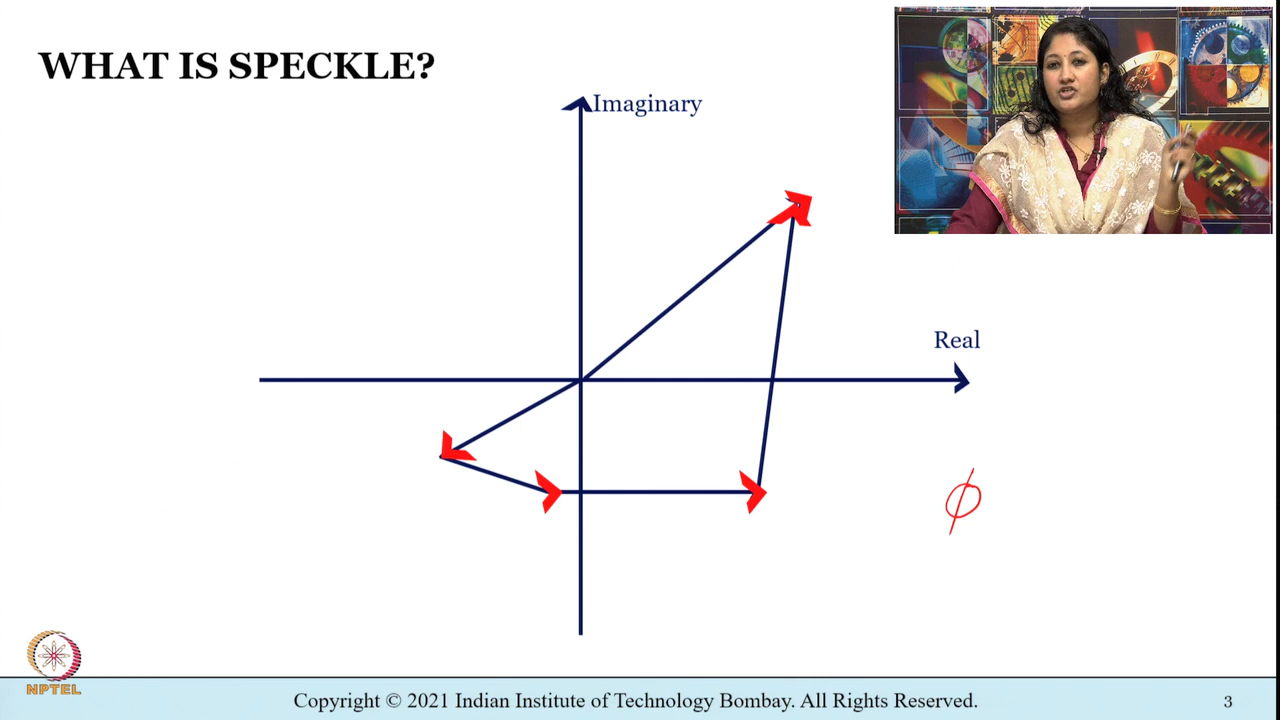 WHAT IS SPECKLE?
Imaginary
Real
ϕ
NPTEL
Copyright © 2021 Indian Institute of Technology Bombay. All Rights Reserved.
3